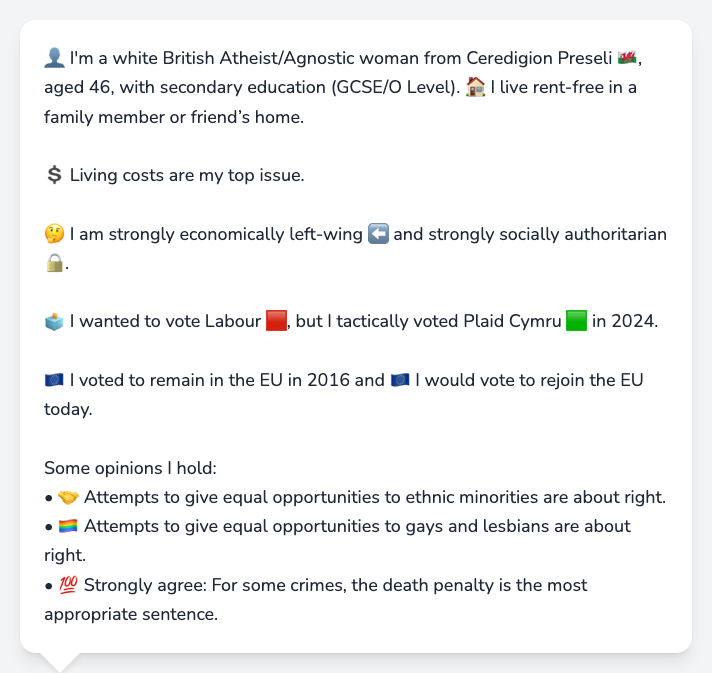 👤 I'm a white British Atheist/Agnostic woman from Ceredigion Preseli 🏴󠁧󠁢󠁷󠁬󠁳󠁿,
aged 46, with secondary education (GCSE/O Level). 🏠 I live rent-free in a
family member or friend’s home.
💲 Living costs are my top issue.
🤔 I am strongly economically left-wing ⬅️ and strongly socially authoritarian
🔒.
🗳️ I wanted to vote Labour 🟥, but I tactically voted Plaid Cymru 🟩 in 2024.
🇪🇺 I voted to remain in the EU in 2016 and 🇪🇺 I would vote to rejoin the EU
today.
Some opinions I hold:
• 🤝 Attempts to give equal opportunities to ethnic minorities are about right.
• 🏳️‍🌈 Attempts to give equal opportunities to gays and lesbians are about
right.
• 💯 Strongly agree: For some crimes, the death penalty is the most
appropriate sentence.